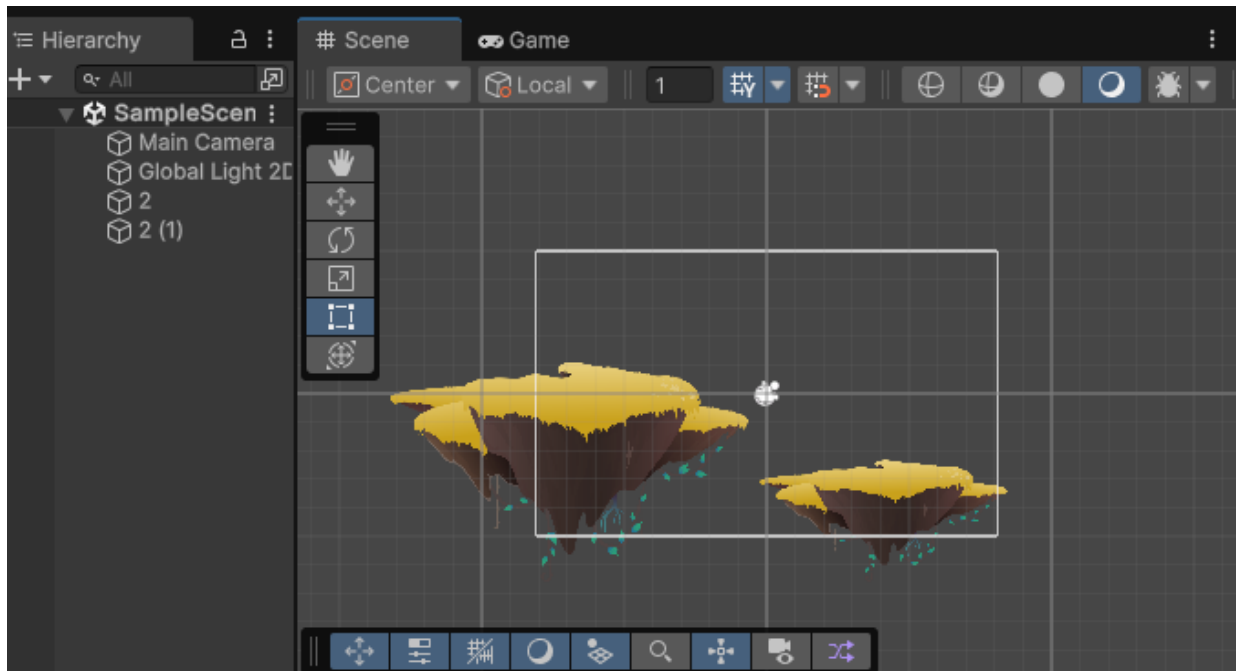 Hierarchy
All
SampleScen
Main Camera
Global Light 2D
2
2 (1)
Scene
Game
Center
Local
1